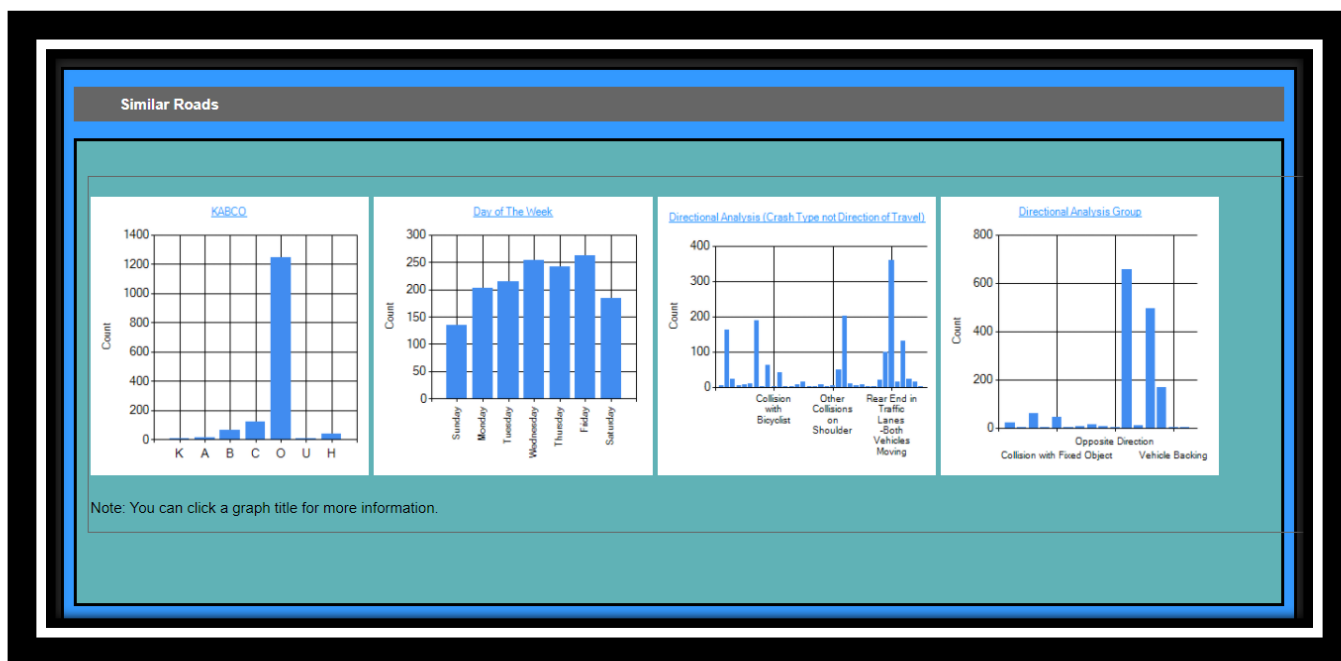 Similar Roads
KABCO
1400
1200
1000
800
600
400
200
0
Count
K A B C O U H
Day of The Week
300
250
200
150
100
50
0
Count
Sunday
Monday
Tuesday
Wednesday
Thursday
Friday
Saturday
Directional Analysis (Crash Type not Direction of Travel)
400
300
200
100
0
Count
Collision
with
Bicyclist
Other
Collisions
on
Shoulder
Rear End in
Traffic
Lanes
-Both
Vehicles
Moving
Directional Analysis Group
800
600
400
200
0
Count
Opposite Direction
Collision with Fixed Object
Vehicle Backing
Note: You can click a graph title for more information.